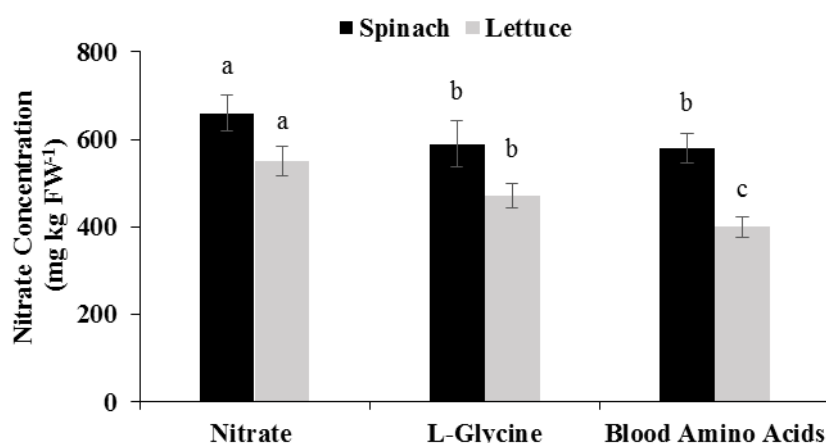 Spinach Lettuce
Nitrate Concentration
(mg kg FW-1)
800
600
400
200
0
a
a
b
b
b
c
Nitrate L-Glycine Blood Amino Acids